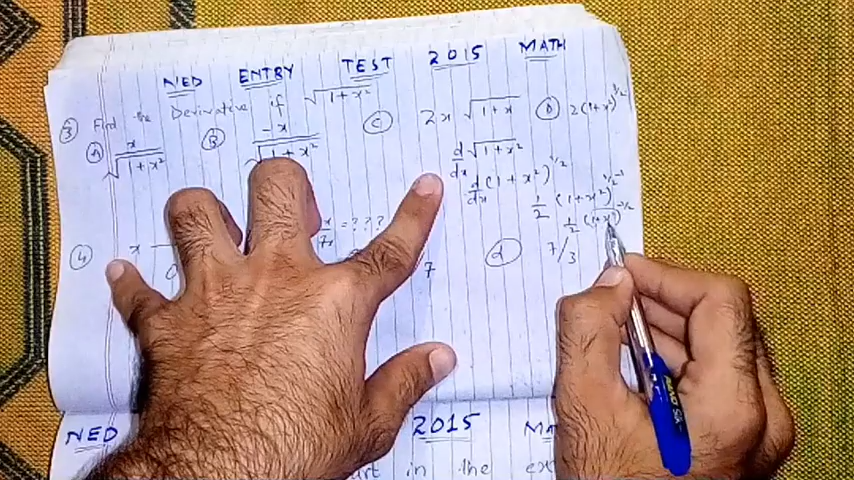 NED ENTRY TEST 2015 MATH
③ Find the Derivative if √(1+x²)
Ⓐ x/√(1+x²) Ⓑ -x/√(1+x²) Ⓒ 2x √(1+x) Ⓓ 2(1+x²)^(1/2)
d/dx √(1+x²)
d/dx (1+x²)^(1/2)
1/2 (1+x²)^(1/2-1)
1/2 (1+x²)^(-1/2)
④ x = ???
ⓓ 7/3
NED 2015
in the